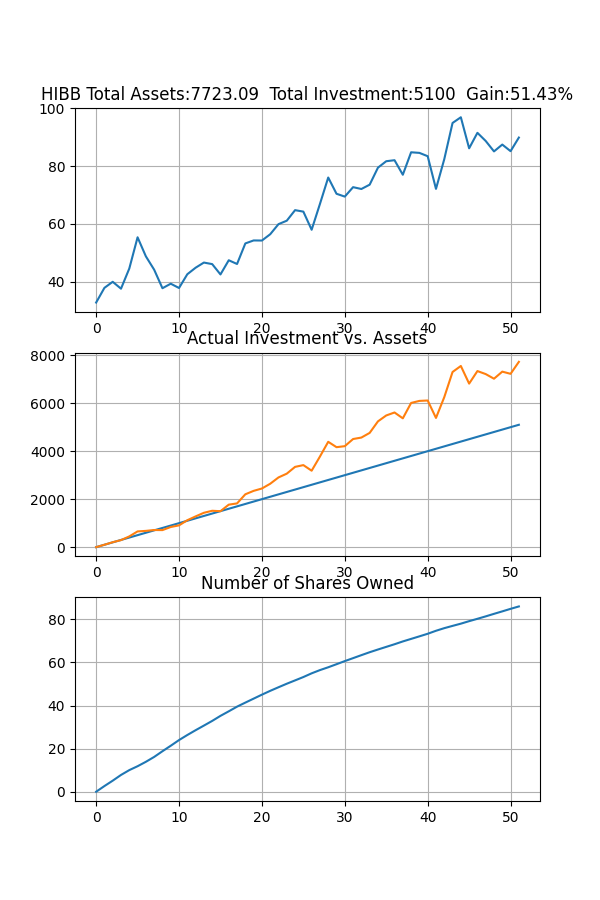 HIBB Total Assets:7723.09  Total Investment:5100  Gain:51.43%
100
80
60
40
0 10 20 30 40 50
Actual Investment vs. Assets
8000
6000
4000
2000
0
0 10 20 30 40 50
Number of Shares Owned
80
60
40
20
0
0 10 20 30 40 50